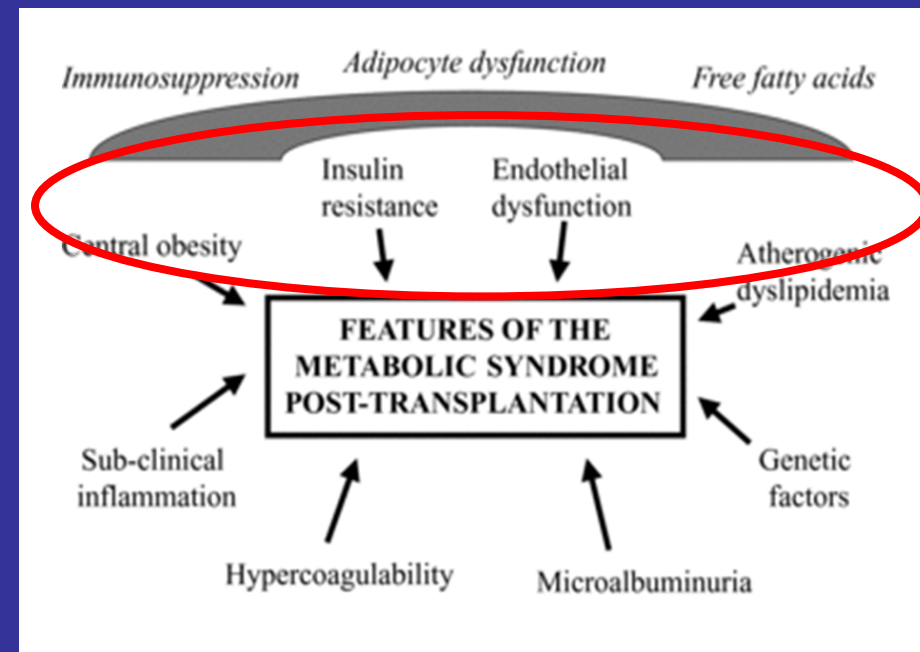 Immunosuppression
Adipocyte dysfunction
Free fatty acids
Insulin
resistance
Endothelial
dysfunction
Central obesity
Atherogenic
dyslipidemia
FEATURES OF THE
METABOLIC SYNDROME
POST-TRANSPLANTATION
Sub-clinical
inflammation
Genetic
factors
Hypercoagulability
Microalbuminuria